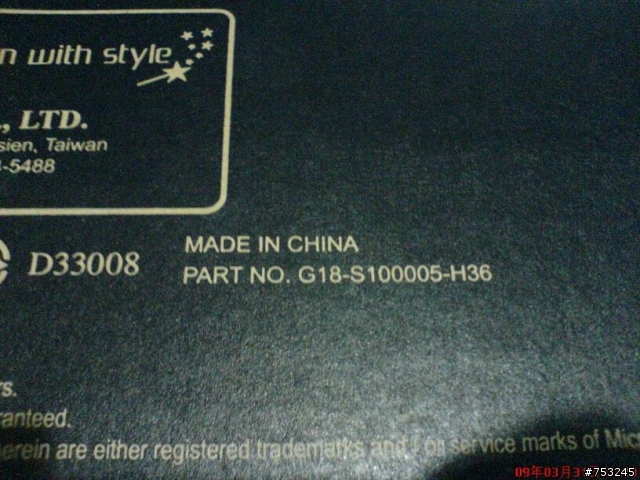 n with style
., LTD.
sien, Taiwan
-5488
D33008
MADE IN CHINA
PART NO. G18-S100005-H36
rs.
ranteed.
erein are either registered trademarks and / or service marks of Mic
09年03月3
#753245